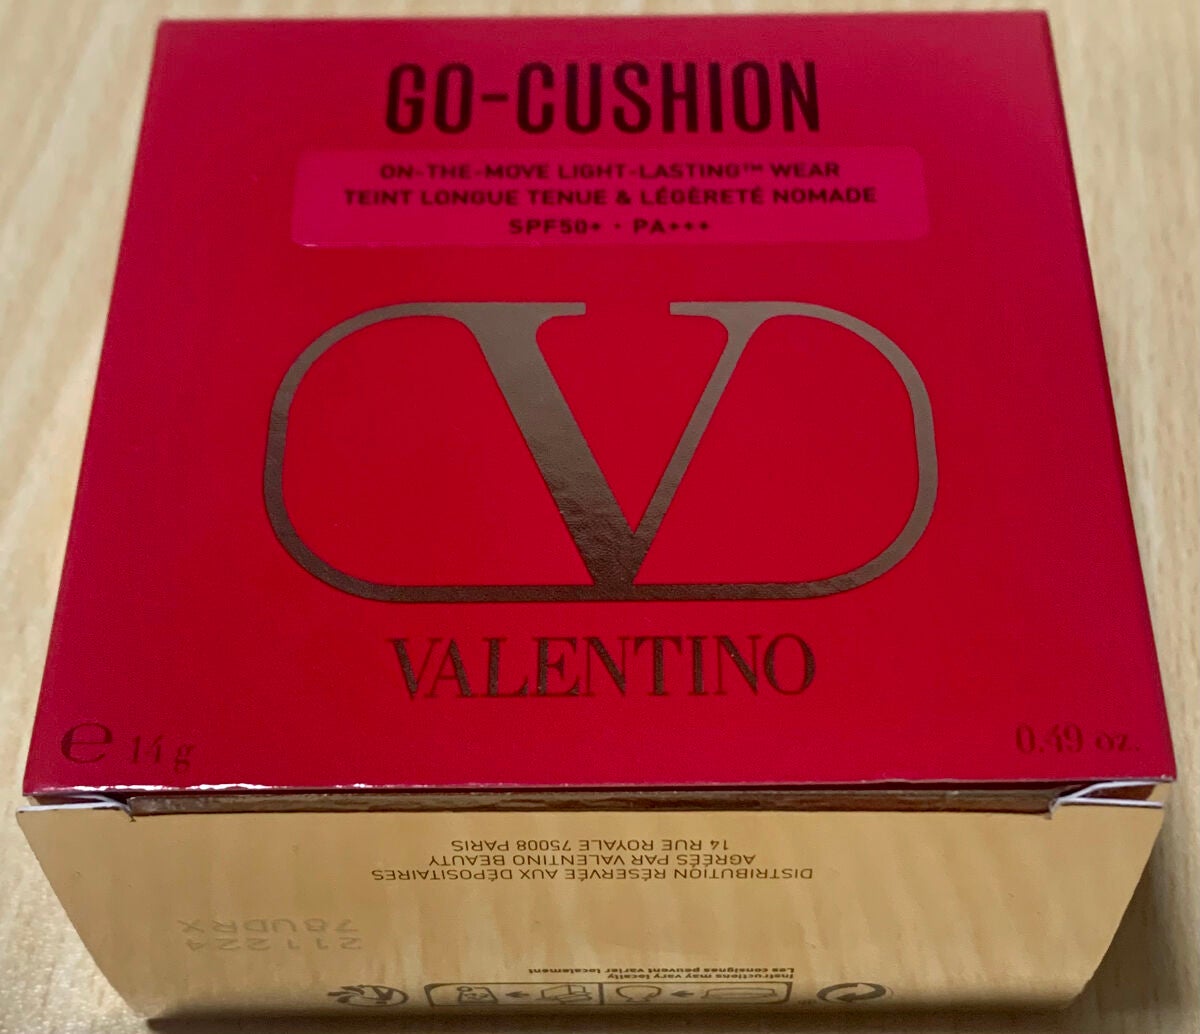 GO-CUSHION
ON-THE-MOVE LIGHT-LASTING™ WEAR
TEINT LONGUE TENUE & LÉGÈRETÉ NOMADE
SPF50+ · PA+++
VALENTINO
e 14 g
0.49 oz.
DISTRIBUTION RÉSERVÉE AUX DÉPOSITAIRES
AGRÉÉS PAR VALENTINO BEAUTY
14 RUE ROYALE 75008 PARIS
211224
78UDRX
Les consignes peuvent varier localement
Instructions may vary locally